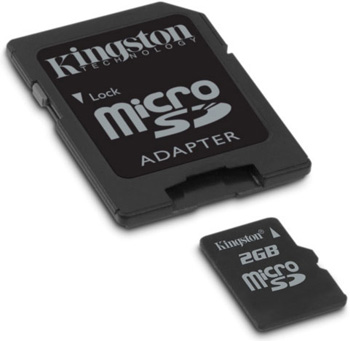 Kingston
TECHNOLOGY
Lock
micro
SD
ADAPTER
Kingston
2GB
micro
SD